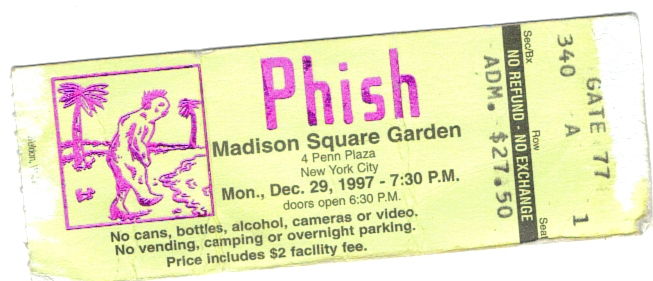 Phish
Madison Square Garden
4 Penn Plaza
New York City
Mon., Dec. 29, 1997 - 7:30 P.M.
doors open 6:30 P.M.
No cans, bottles, alcohol, cameras or video.
No vending, camping or overnight parking.
Price includes $2 facility fee.
ADM. $27.50
NO REFUND - NO EXCHANGE
Sec/Bx Row Seat
340 A 1
GATE 77